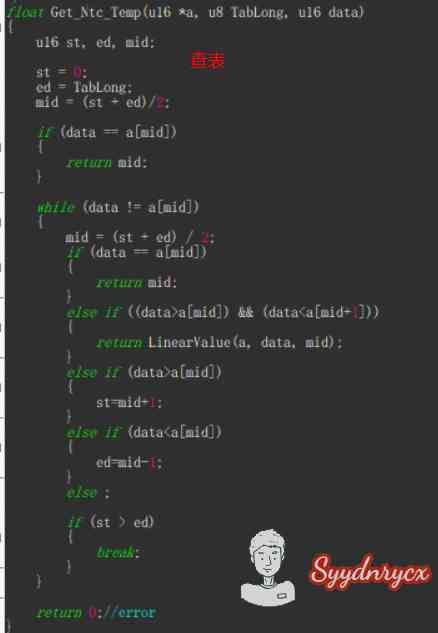 float Get_Ntc_Temp(u16 *a, u8 TabLong, u16 data)
{
u16 st, ed, mid;
查表
st = 0;
ed = TabLong;
mid = (st + ed)/2;
if (data == a[mid])
{
return mid;
}
while (data != a[mid])
{
mid = (st + ed) / 2;
if (data == a[mid])
{
return mid;
}
else if ((data>a[mid]) && (data<a[mid+1]))
{
return LinearValue(a, data, mid);
}
else if (data>a[mid])
{
st=mid+1;
}
else if (data<a[mid])
{
ed=mid-1;
}
else ;
if (st > ed)
{
break;
}
}
return 0;//error
}
Syydnrycx